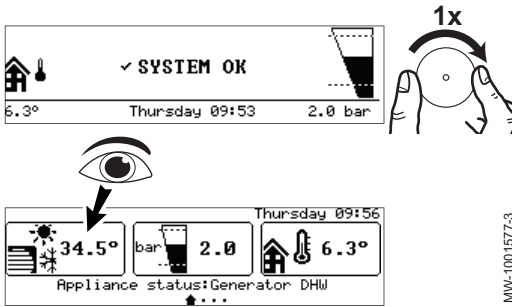 1x
✓ SYSTEM OK
6.3° Thursday 09:53 2.0 bar
Thursday 09:56
34.5° bar 2.0 6.3°
Appliance status:Generator DHW
MW-1001577-3